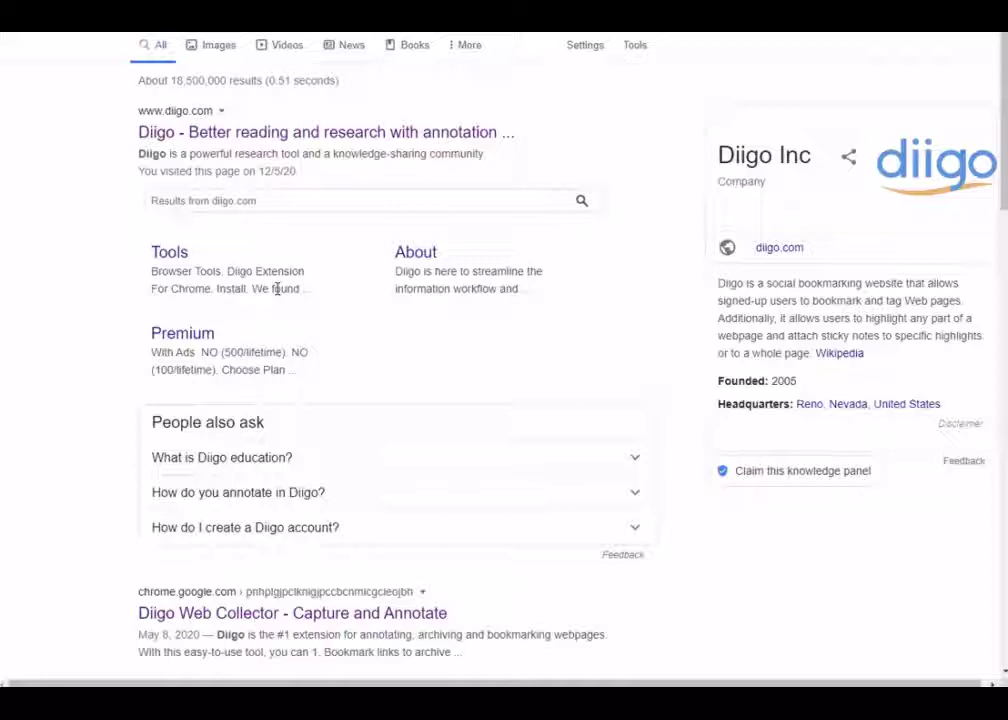 All Images Videos News Books More Settings Tools
About 18,500,000 results (0.51 seconds)
www.diigo.com
Diigo - Better reading and research with annotation ...
Diigo is a powerful research tool and a knowledge-sharing community
You visited this page on 12/5/20.
Results from diigo.com
Tools
Browser Tools. Diigo Extension
For Chrome. Install. We found ...
About
Diigo is here to streamline the
information workflow and ...
Premium
With Ads NO (500/lifetime). NO
(100/lifetime). Choose Plan ...
People also ask
What is Diigo education?
How do you annotate in Diigo?
How do I create a Diigo account?
Feedback
chrome.google.com ›
Diigo Web Collector - Capture and Annotate
May 8, 2020 — Diigo is the #1 extension for annotating, archiving and bookmarking webpages.
With this easy-to-use tool, you can 1. Bookmark links to archive ...
Diigo Inc
Company
diigo
diigo.com
Diigo is a social bookmarking website that allows
signed-up users to bookmark and tag Web pages.
Additionally, it allows users to highlight any part of a
webpage and attach sticky notes to specific highlights
or to a whole page. Wikipedia
Founded: 2005
Headquarters: Reno, Nevada, United States
Disclaimer
Feedback
Claim this knowledge panel